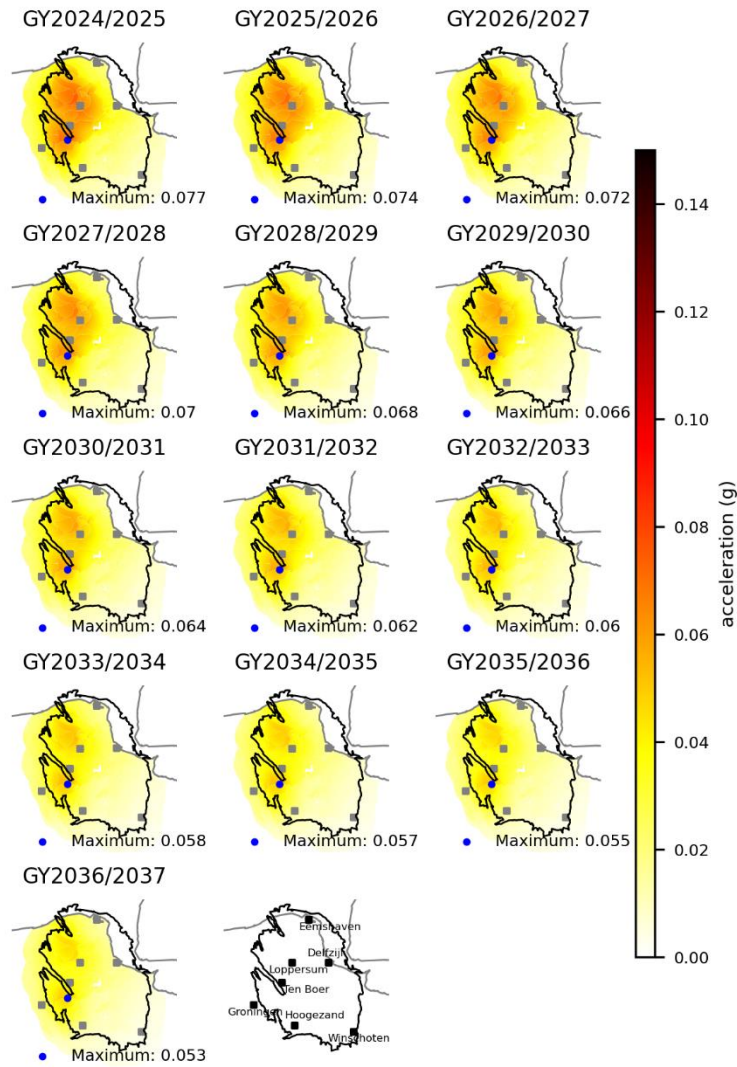 GY2024/2025
GY2025/2026
GY2026/2027
Maximum: 0.077
Maximum: 0.074
Maximum: 0.072
GY2027/2028
GY2028/2029
GY2029/2030
Maximum: 0.07
Maximum: 0.068
Maximum: 0.066
GY2030/2031
GY2031/2032
GY2032/2033
Maximum: 0.064
Maximum: 0.062
Maximum: 0.06
GY2033/2034
GY2034/2035
GY2035/2036
Maximum: 0.058
Maximum: 0.057
Maximum: 0.055
GY2036/2037
Maximum: 0.053
Eemshaven
Delfzijl
Loppersum
Ten Boer
Groningen
Hoogezand
Winschoten
0.14
0.12
0.10
0.08
0.06
0.04
0.02
0.00
acceleration (g)